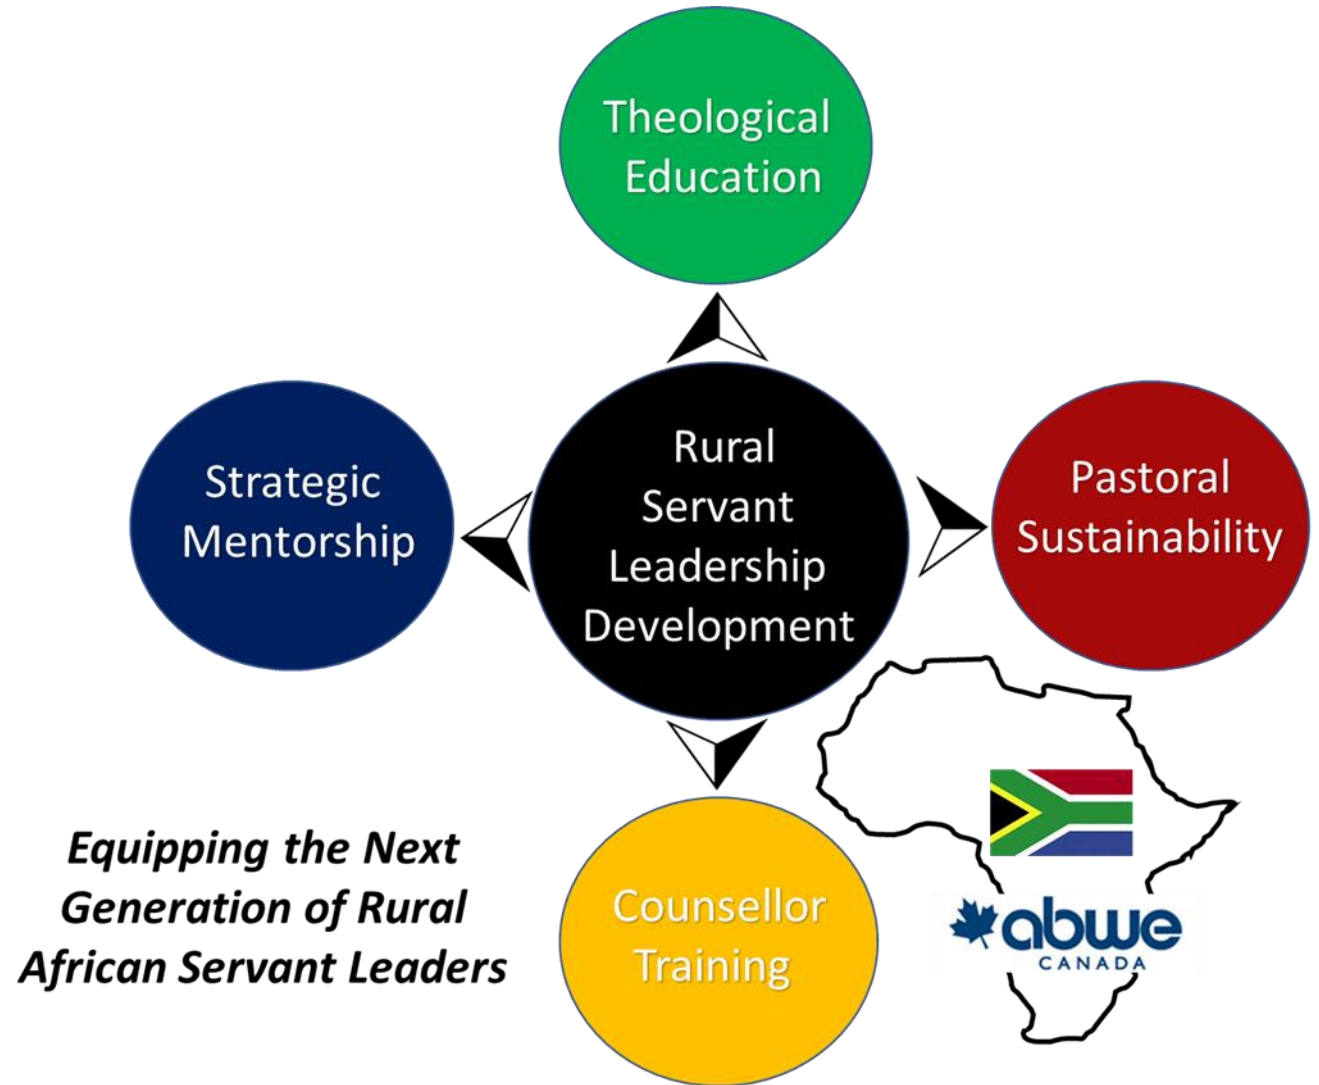 Theological
Education
Strategic
Mentorship
Rural
Servant
Leadership
Development
Pastoral
Sustainability
Equipping the Next
Generation of Rural
African Servant Leaders
Counsellor
Training
abwe
CANADA